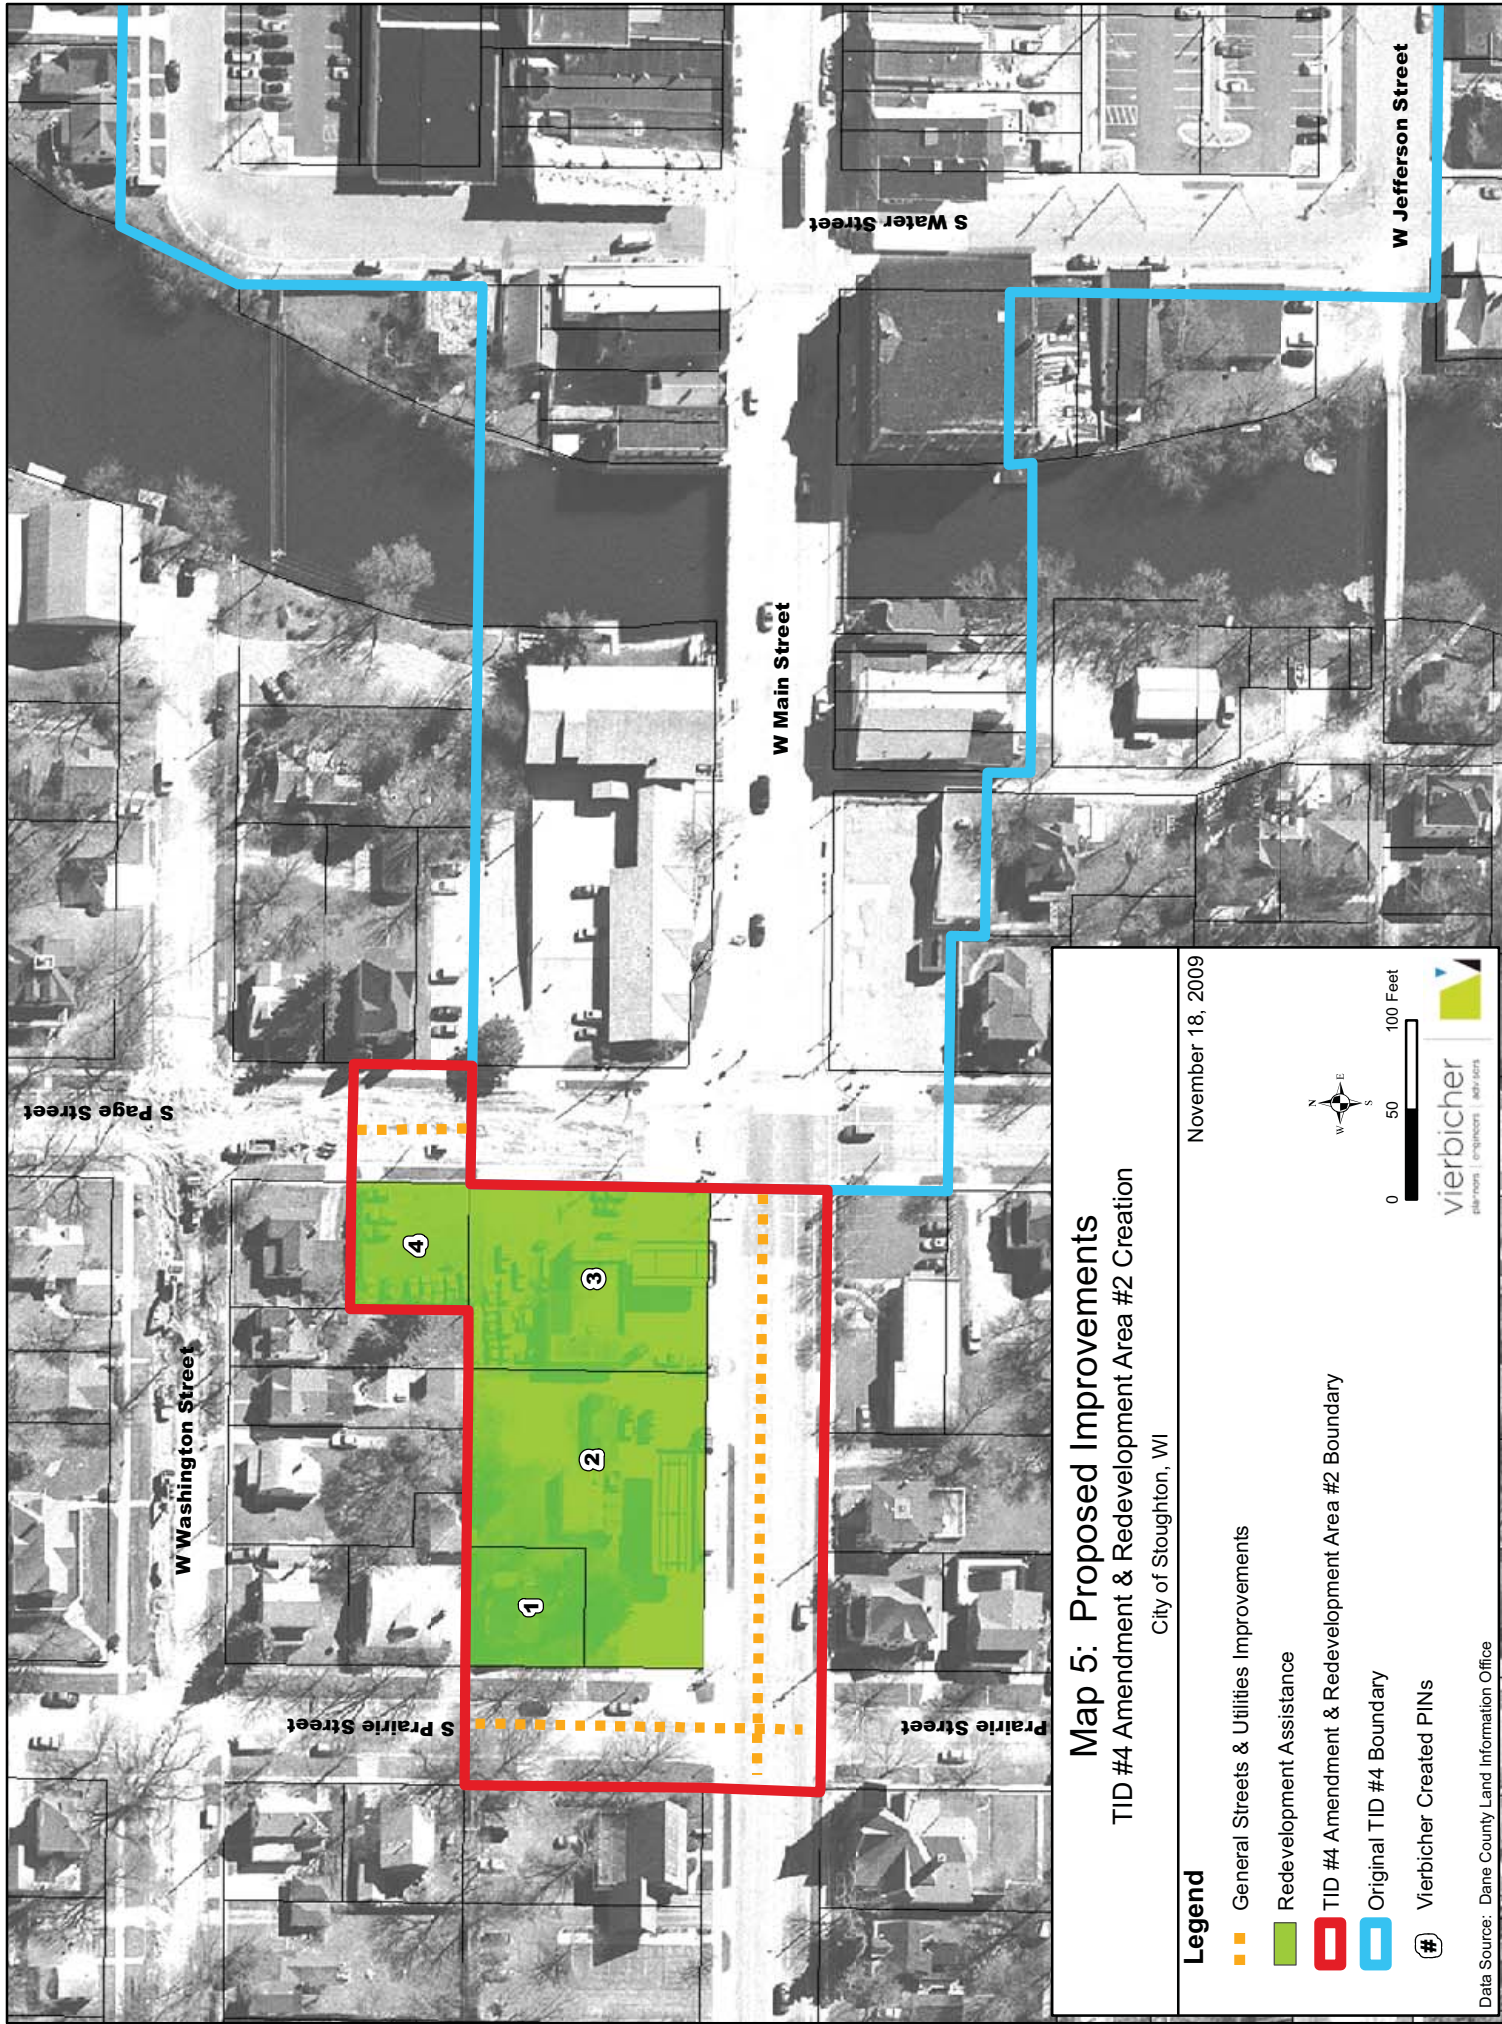 W Washington Street
S Page Street
S Prairie Street
Prairie Street
W Main Street
S Water Street
W Jefferson Street
1
2
3
4
Map 5: Proposed Improvements
TID #4 Amendment & Redevelopment Area #2 Creation
City of Stoughton, WI
November 18, 2009
Legend
General Streets & Utilities Improvements
Redevelopment Assistance
TID #4 Amendment & Redevelopment Area #2 Boundary
Original TID #4 Boundary
# Vierbicher Created PINs
N
W E
S
0 50 100 Feet
vierbicher
planners | engineers | advisors
Data Source: Dane County Land Information Office